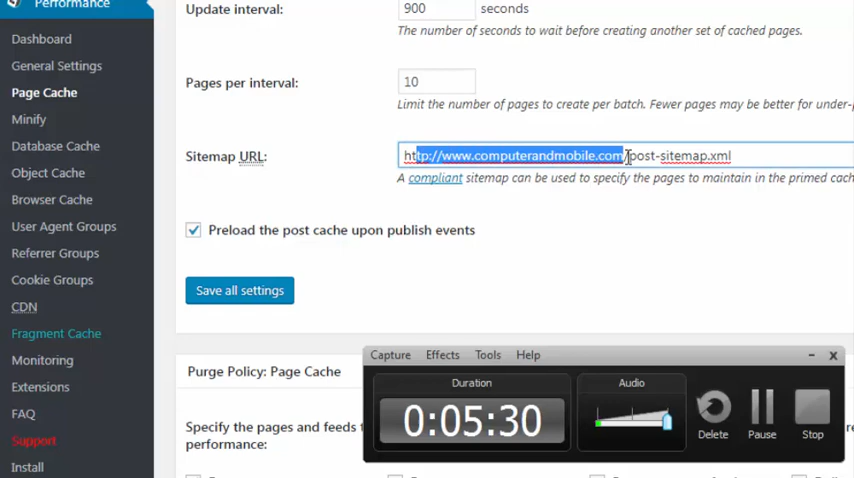 Performance
Dashboard
General Settings
Page Cache
Minify
Database Cache
Object Cache
Browser Cache
User Agent Groups
Referrer Groups
Cookie Groups
CDN
Fragment Cache
Monitoring
Extensions
FAQ
Support
Install
Update interval: 900 seconds
The number of seconds to wait before creating another set of cached pages.
Pages per interval: 10
Limit the number of pages to create per batch. Fewer pages may be better for under-
Sitemap URL: http://www.computerandmobile.com/post-sitemap.xml
A compliant sitemap can be used to specify the pages to maintain in the primed cach
Preload the post cache upon publish events
Save all settings
Purge Policy: Page Cache
Specify the pages and feeds
performance:
Capture Effects Tools Help
Duration
0:05:30
Audio
Delete
Pause
Stop